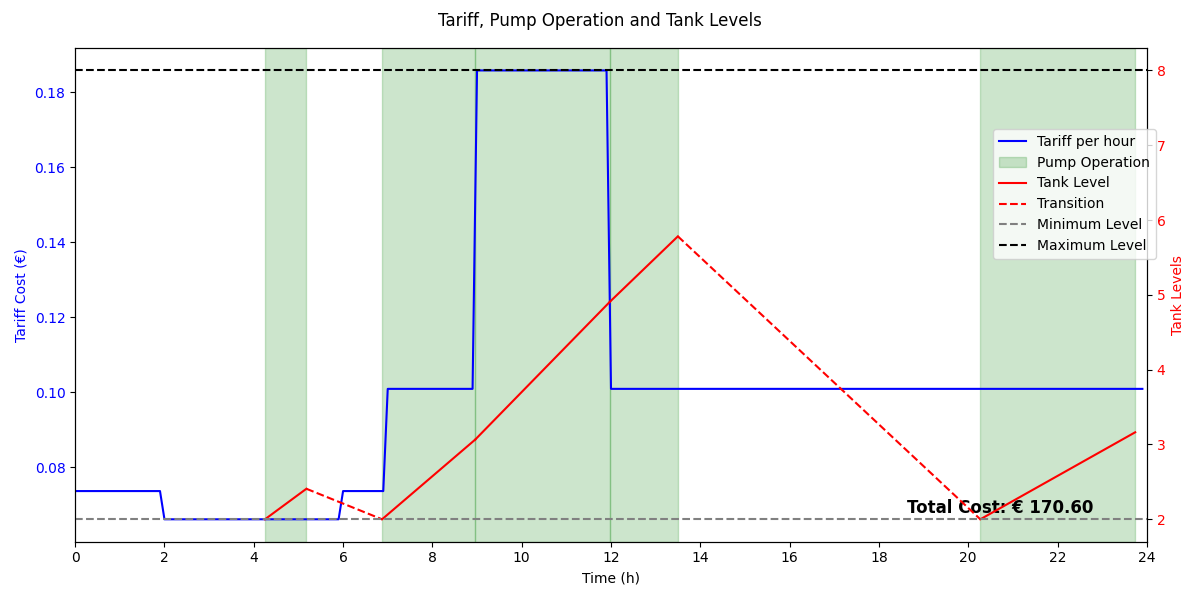 Tariff, Pump Operation and Tank Levels
Tariff Cost (€)
0.18
0.16
0.14
0.12
0.10
0.08
8
7
6
5
4
3
2
Tank Levels
Tariff per hour
Pump Operation
Tank Level
Transition
Minimum Level
Maximum Level
Total Cost: € 170.60
0 2 4 6 8 10 12 14 16 18 20 22 24
Time (h)